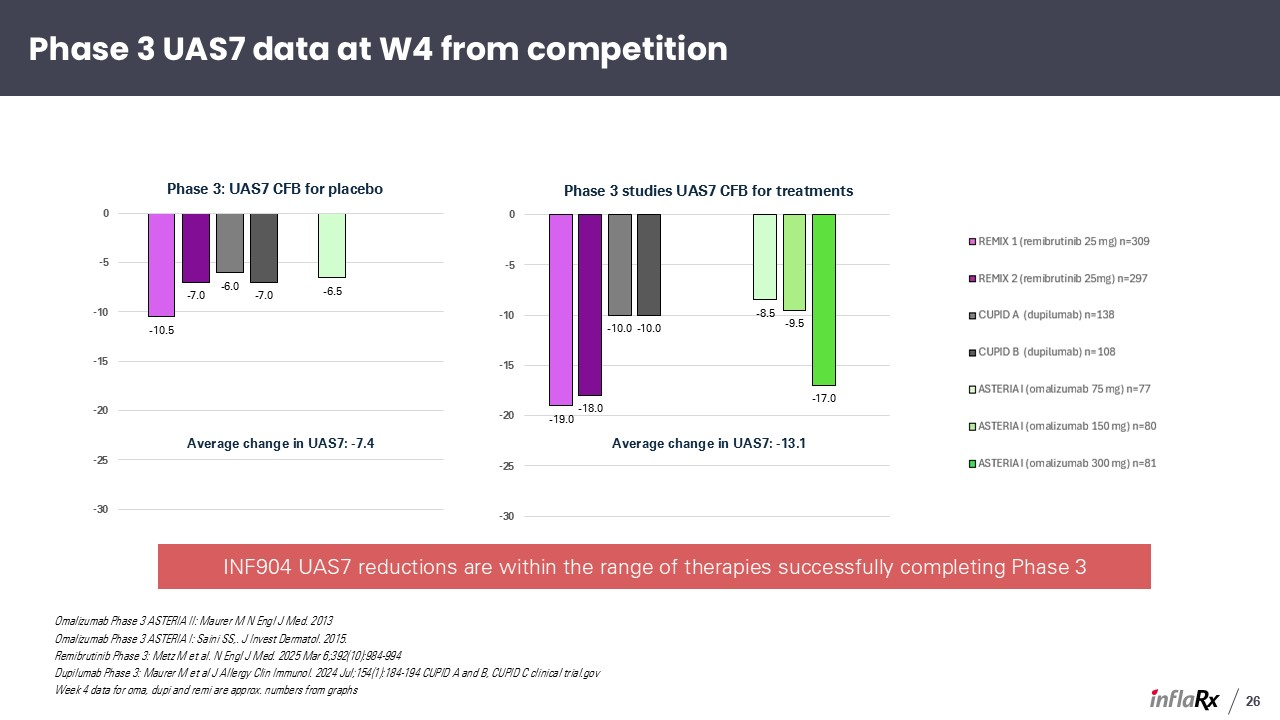 Phase 3 UAS7 data at W4 from competition
Phase 3: UAS7 CFB for placebo
0
-5
-10
-15
-20
-25
-30
-10.5
-7.0
-6.0
-7.0
-6.5
Average change in UAS7: -7.4
Phase 3 studies UAS7 CFB for treatments
0
-5
-10
-15
-20
-25
-30
-19.0
-18.0
-10.0
-10.0
-8.5
-9.5
-17.0
Average change in UAS7: -13.1
REMIX 1 (remibrutinib 25 mg) n=309
REMIX 2 (remibrutinib 25mg) n=297
CUPID A (dupilumab) n=138
CUPID B (dupilumab) n=108
ASTERIA I (omalizumab 75 mg) n=77
ASTERIA I (omalizumab 150 mg) n=80
ASTERIA I (omalizumab 300 mg) n=81
INF904 UAS7 reductions are within the range of therapies successfully completing Phase 3
Omalizumab Phase 3 ASTERIA II: Maurer M N Engl J Med. 2013
Omalizumab Phase 3 ASTERIA I: Saini SS,. J Invest Dermatol. 2015.
Remibrutinib Phase 3: Metz M et al. N Engl J Med. 2025 Mar 6;392(10):984-994
Dupilumab Phase 3: Maurer M et al J Allergy Clin Immunol. 2024 Jul;154(1):184-194 CUPID A and B, CUPID C clinical trial.gov
Week 4 data for oma, dupi and remi are approx. numbers from graphs
inflaRx / 26